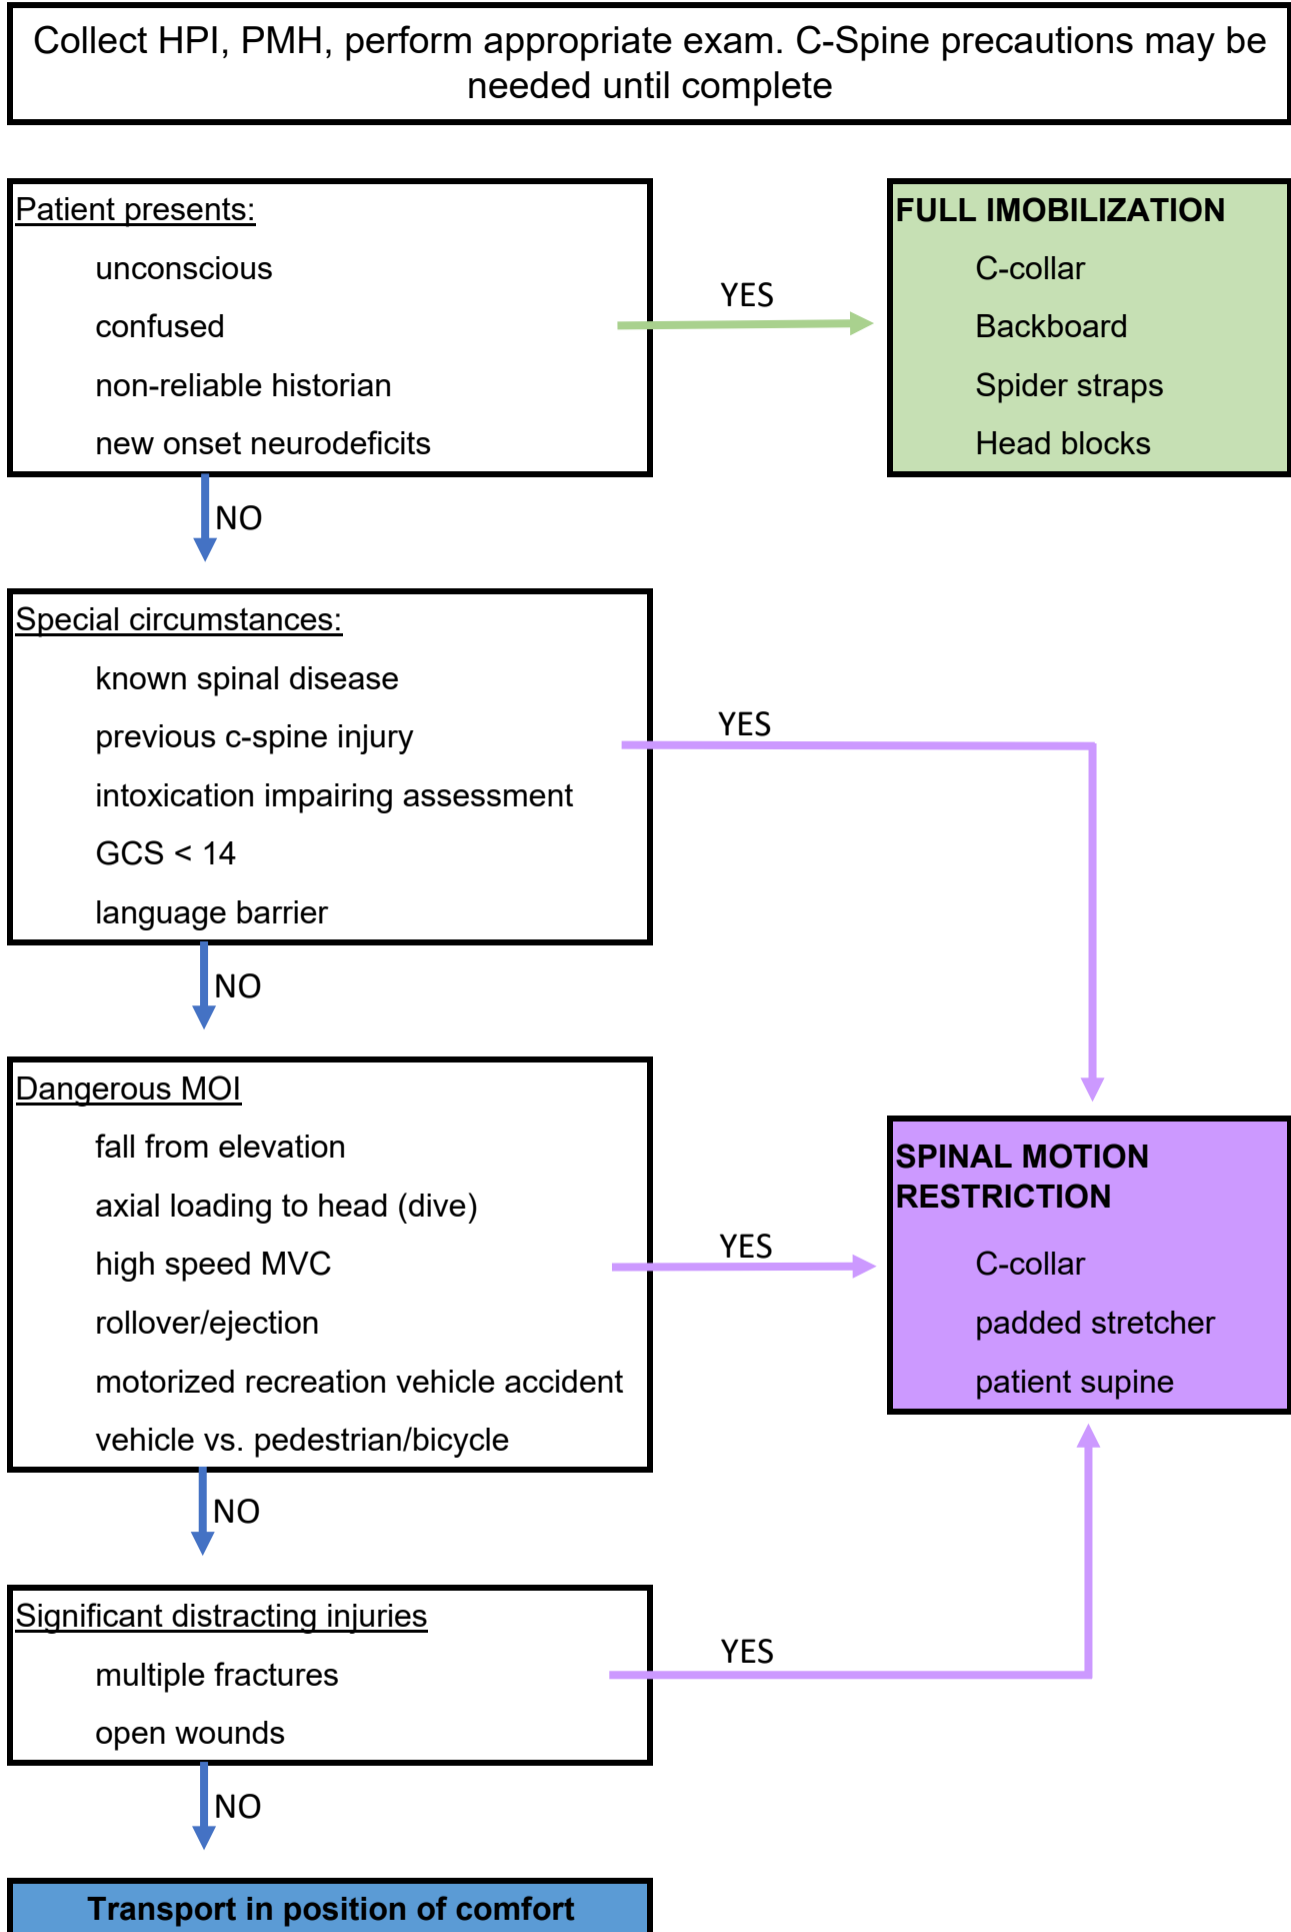 Collect HPI, PMH, perform appropriate exam. C-Spine precautions may be
needed until complete
Patient presents:
unconscious
confused
non-reliable historian
new onset neurodeficits
YES
FULL IMOBILIZATION
C-collar
Backboard
Spider straps
Head blocks
NO
Special circumstances:
known spinal disease
previous c-spine injury
intoxication impairing assessment
GCS < 14
language barrier
YES
NO
Dangerous MOI
fall from elevation
axial loading to head (dive)
high speed MVC
rollover/ejection
motorized recreation vehicle accident
vehicle vs. pedestrian/bicycle
YES
SPINAL MOTION
RESTRICTION
C-collar
padded stretcher
patient supine
NO
Significant distracting injuries
multiple fractures
open wounds
YES
NO
Transport in position of comfort